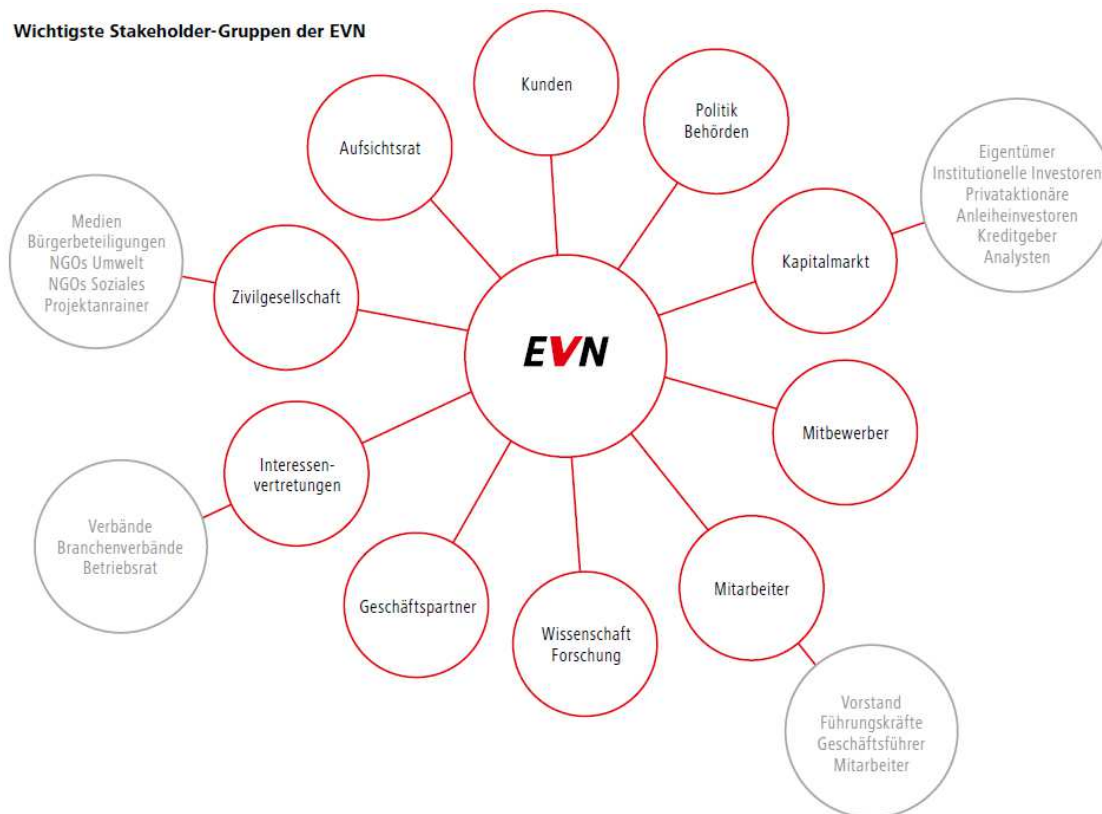 Wichtigste Stakeholder-Gruppen der EVN
Kunden
Politik
Behörden
Aufsichtsrat
Eigentümer
Institutionelle Investoren
Privataktionäre
Anleiheinvestoren
Kreditgeber
Analysten
Kapitalmarkt
Medien
Bürgerbeteiligungen
NGOs Umwelt
NGOs Soziales
Projektanrainer
Zivilgesellschaft
EVN
Mitbewerber
Interessen-
vertretungen
Verbände
Branchenverbände
Betriebsrat
Geschäftspartner
Wissenschaft
Forschung
Mitarbeiter
Vorstand
Führungskräfte
Geschäftsführer
Mitarbeiter